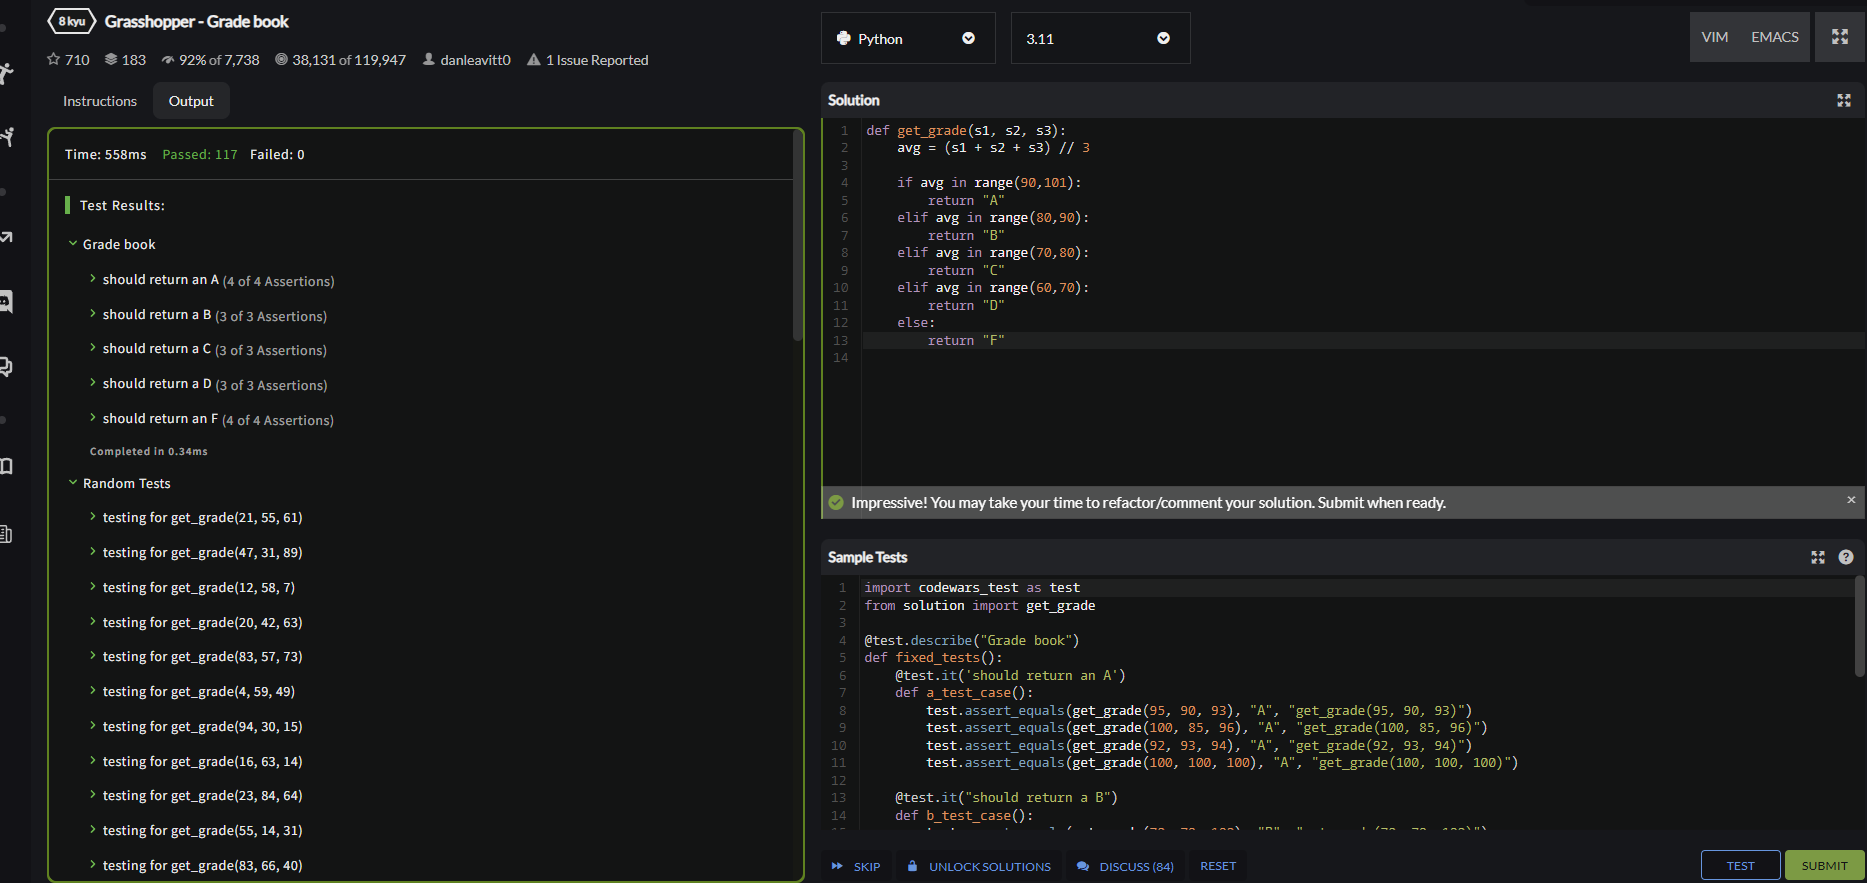 8 kyu Grasshopper - Grade book
710 183 92% of 7,738 38,131 of 119,947 danleavitt0 1 Issue Reported
Instructions Output
Time: 558ms Passed: 117 Failed: 0
Test Results:
Grade book
should return an A (4 of 4 Assertions)
should return a B (3 of 3 Assertions)
should return a C (3 of 3 Assertions)
should return a D (3 of 3 Assertions)
should return an F (4 of 4 Assertions)
Completed in 0.34ms
Random Tests
testing for get_grade(21, 55, 61)
testing for get_grade(47, 31, 89)
testing for get_grade(12, 58, 7)
testing for get_grade(20, 42, 63)
testing for get_grade(83, 57, 73)
testing for get_grade(4, 59, 49)
testing for get_grade(94, 30, 15)
testing for get_grade(16, 63, 14)
testing for get_grade(23, 84, 64)
testing for get_grade(55, 14, 31)
testing for get_grade(83, 66, 40)
Python 3.11 VIM EMACS
Solution
1 def get_grade(s1, s2, s3):
2 avg = (s1 + s2 + s3) // 3
3
4 if avg in range(90,101):
5 return "A"
6 elif avg in range(80,90):
7 return "B"
8 elif avg in range(70,80):
9 return "C"
10 elif avg in range(60,70):
11 return "D"
12 else:
13 return "F"
14
Impressive! You may take your time to refactor/comment your solution. Submit when ready. ×
Sample Tests
1 import codewars_test as test
2 from solution import get_grade
3
4 @test.describe("Grade book")
5 def fixed_tests():
6 @test.it('should return an A')
7 def a_test_case():
8 test.assert_equals(get_grade(95, 90, 93), "A", "get_grade(95, 90, 93)")
9 test.assert_equals(get_grade(100, 85, 96), "A", "get_grade(100, 85, 96)")
10 test.assert_equals(get_grade(92, 93, 94), "A", "get_grade(92, 93, 94)")
11 test.assert_equals(get_grade(100, 100, 100), "A", "get_grade(100, 100, 100)")
12
13 @test.it("should return a B")
14 def b_test_case():
SKIP UNLOCK SOLUTIONS DISCUSS (84) RESET TEST SUBMIT